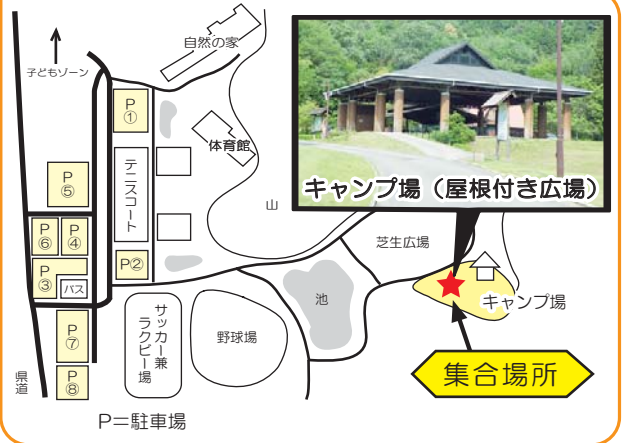 自然の家
子どもゾーン
P
①
体育館
テニスコート
キャンプ場（屋根付き広場）
P
⑤
山
P
⑥
P
④
芝生広場
P②
P
③
バス
池
キャンプ場
サッカー兼
ラクビー場
野球場
P
⑦
県道
P
⑧
集合場所
P＝駐車場